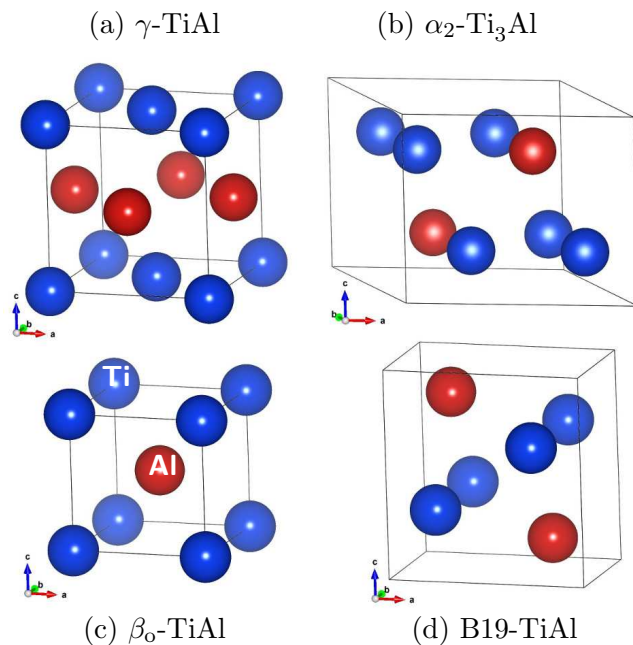 (a) γ-TiAl
(b) α₂-Ti₃Al
c
b
a
c
b
a
Ti
Al
c
b
a
c
b
a
(c) βₒ-TiAl
(d) B19-TiAl